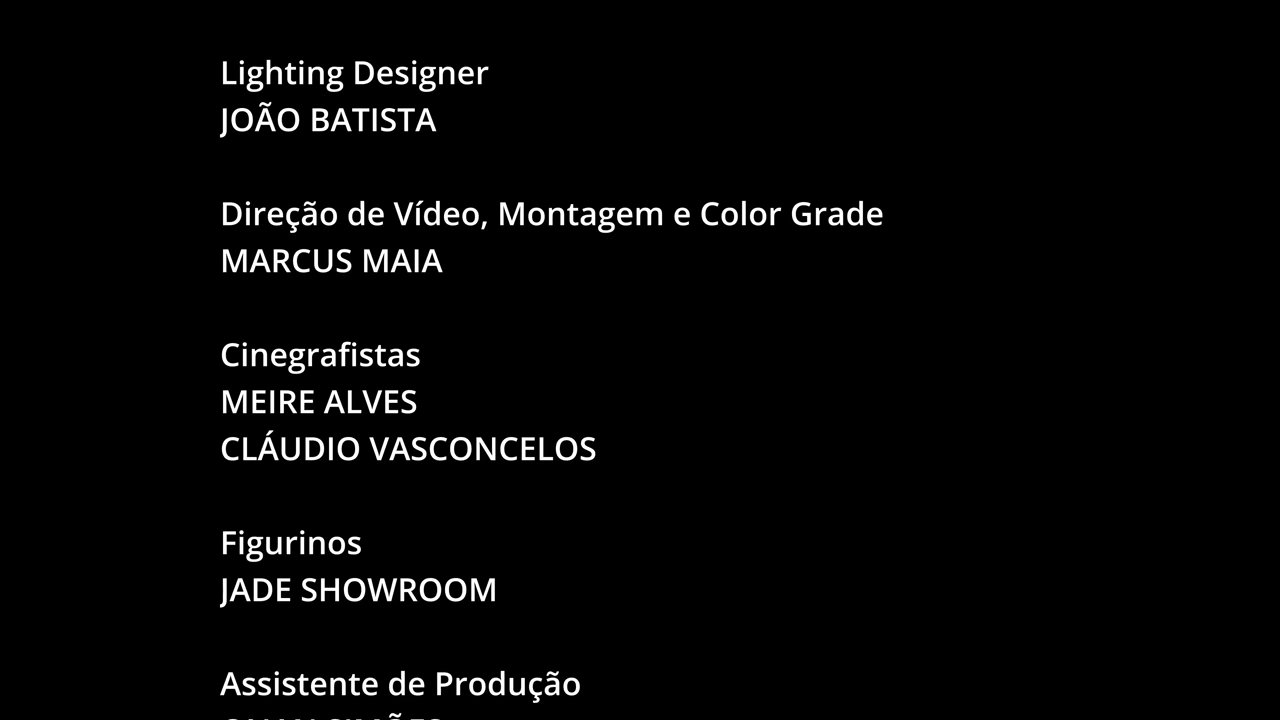 Lighting Designer
JOÃO BATISTA
Direção de Vídeo, Montagem e Color Grade
MARCUS MAIA
Cinegrafistas
MEIRE ALVES
CLÁUDIO VASCONCELOS
Figurinos
JADE SHOWROOM
Assistente de Produção